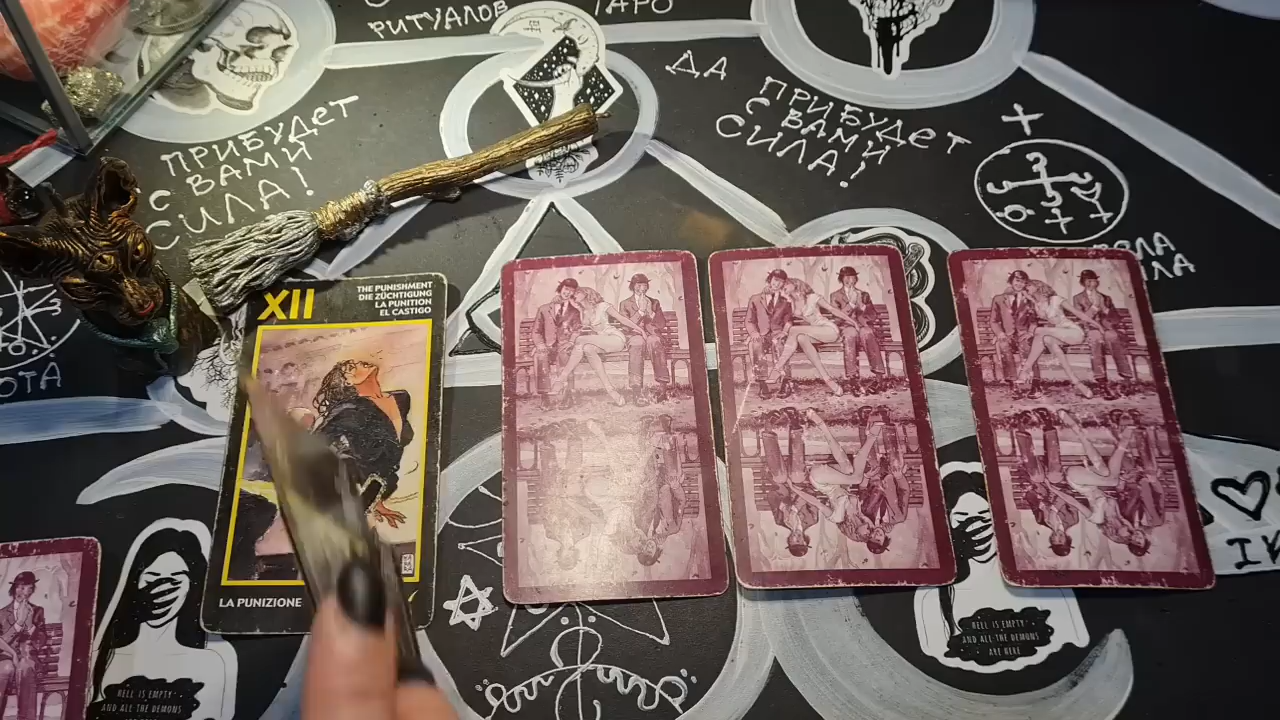 РИТУАЛОВ
ТАРО
ДА
ПРИБУДЕТ
С ВАМИ
СИЛА!
ПРИБУДЕТ
С ВАМИ
СИЛА!
XII
THE PUNISHMENT
DIE ZÜCHTIGUNG
LA PUNITION
EL CASTIGO
LA PUNIZIONE
HELL IS EMPTY
AND ALL THE DEMONS
ARE HERE
HELL IS EMPTY
AND ALL THE DEMONS